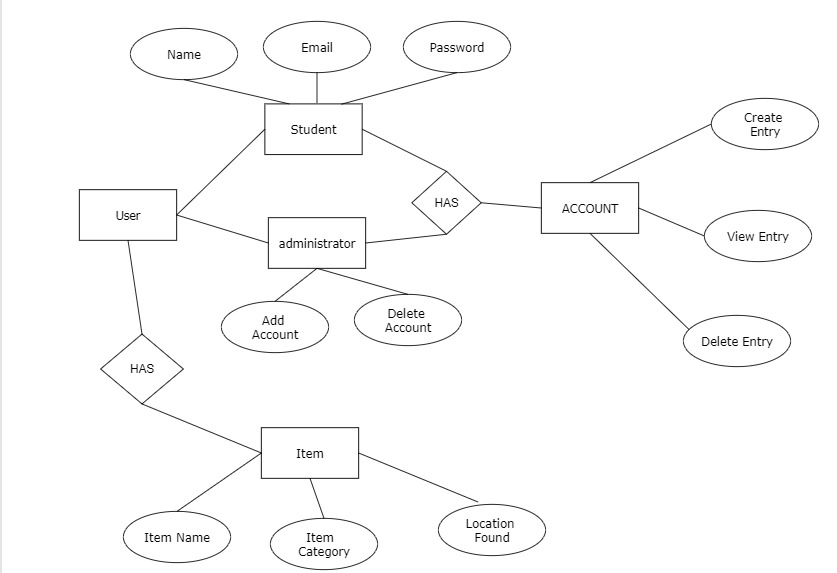 Name
Email
Password
Create
Entry
Student
HAS
ACCOUNT
User
View Entry
administrator
Add
Account
Delete
Account
Delete Entry
HAS
Item
Item Name
Item
Category
Location
Found